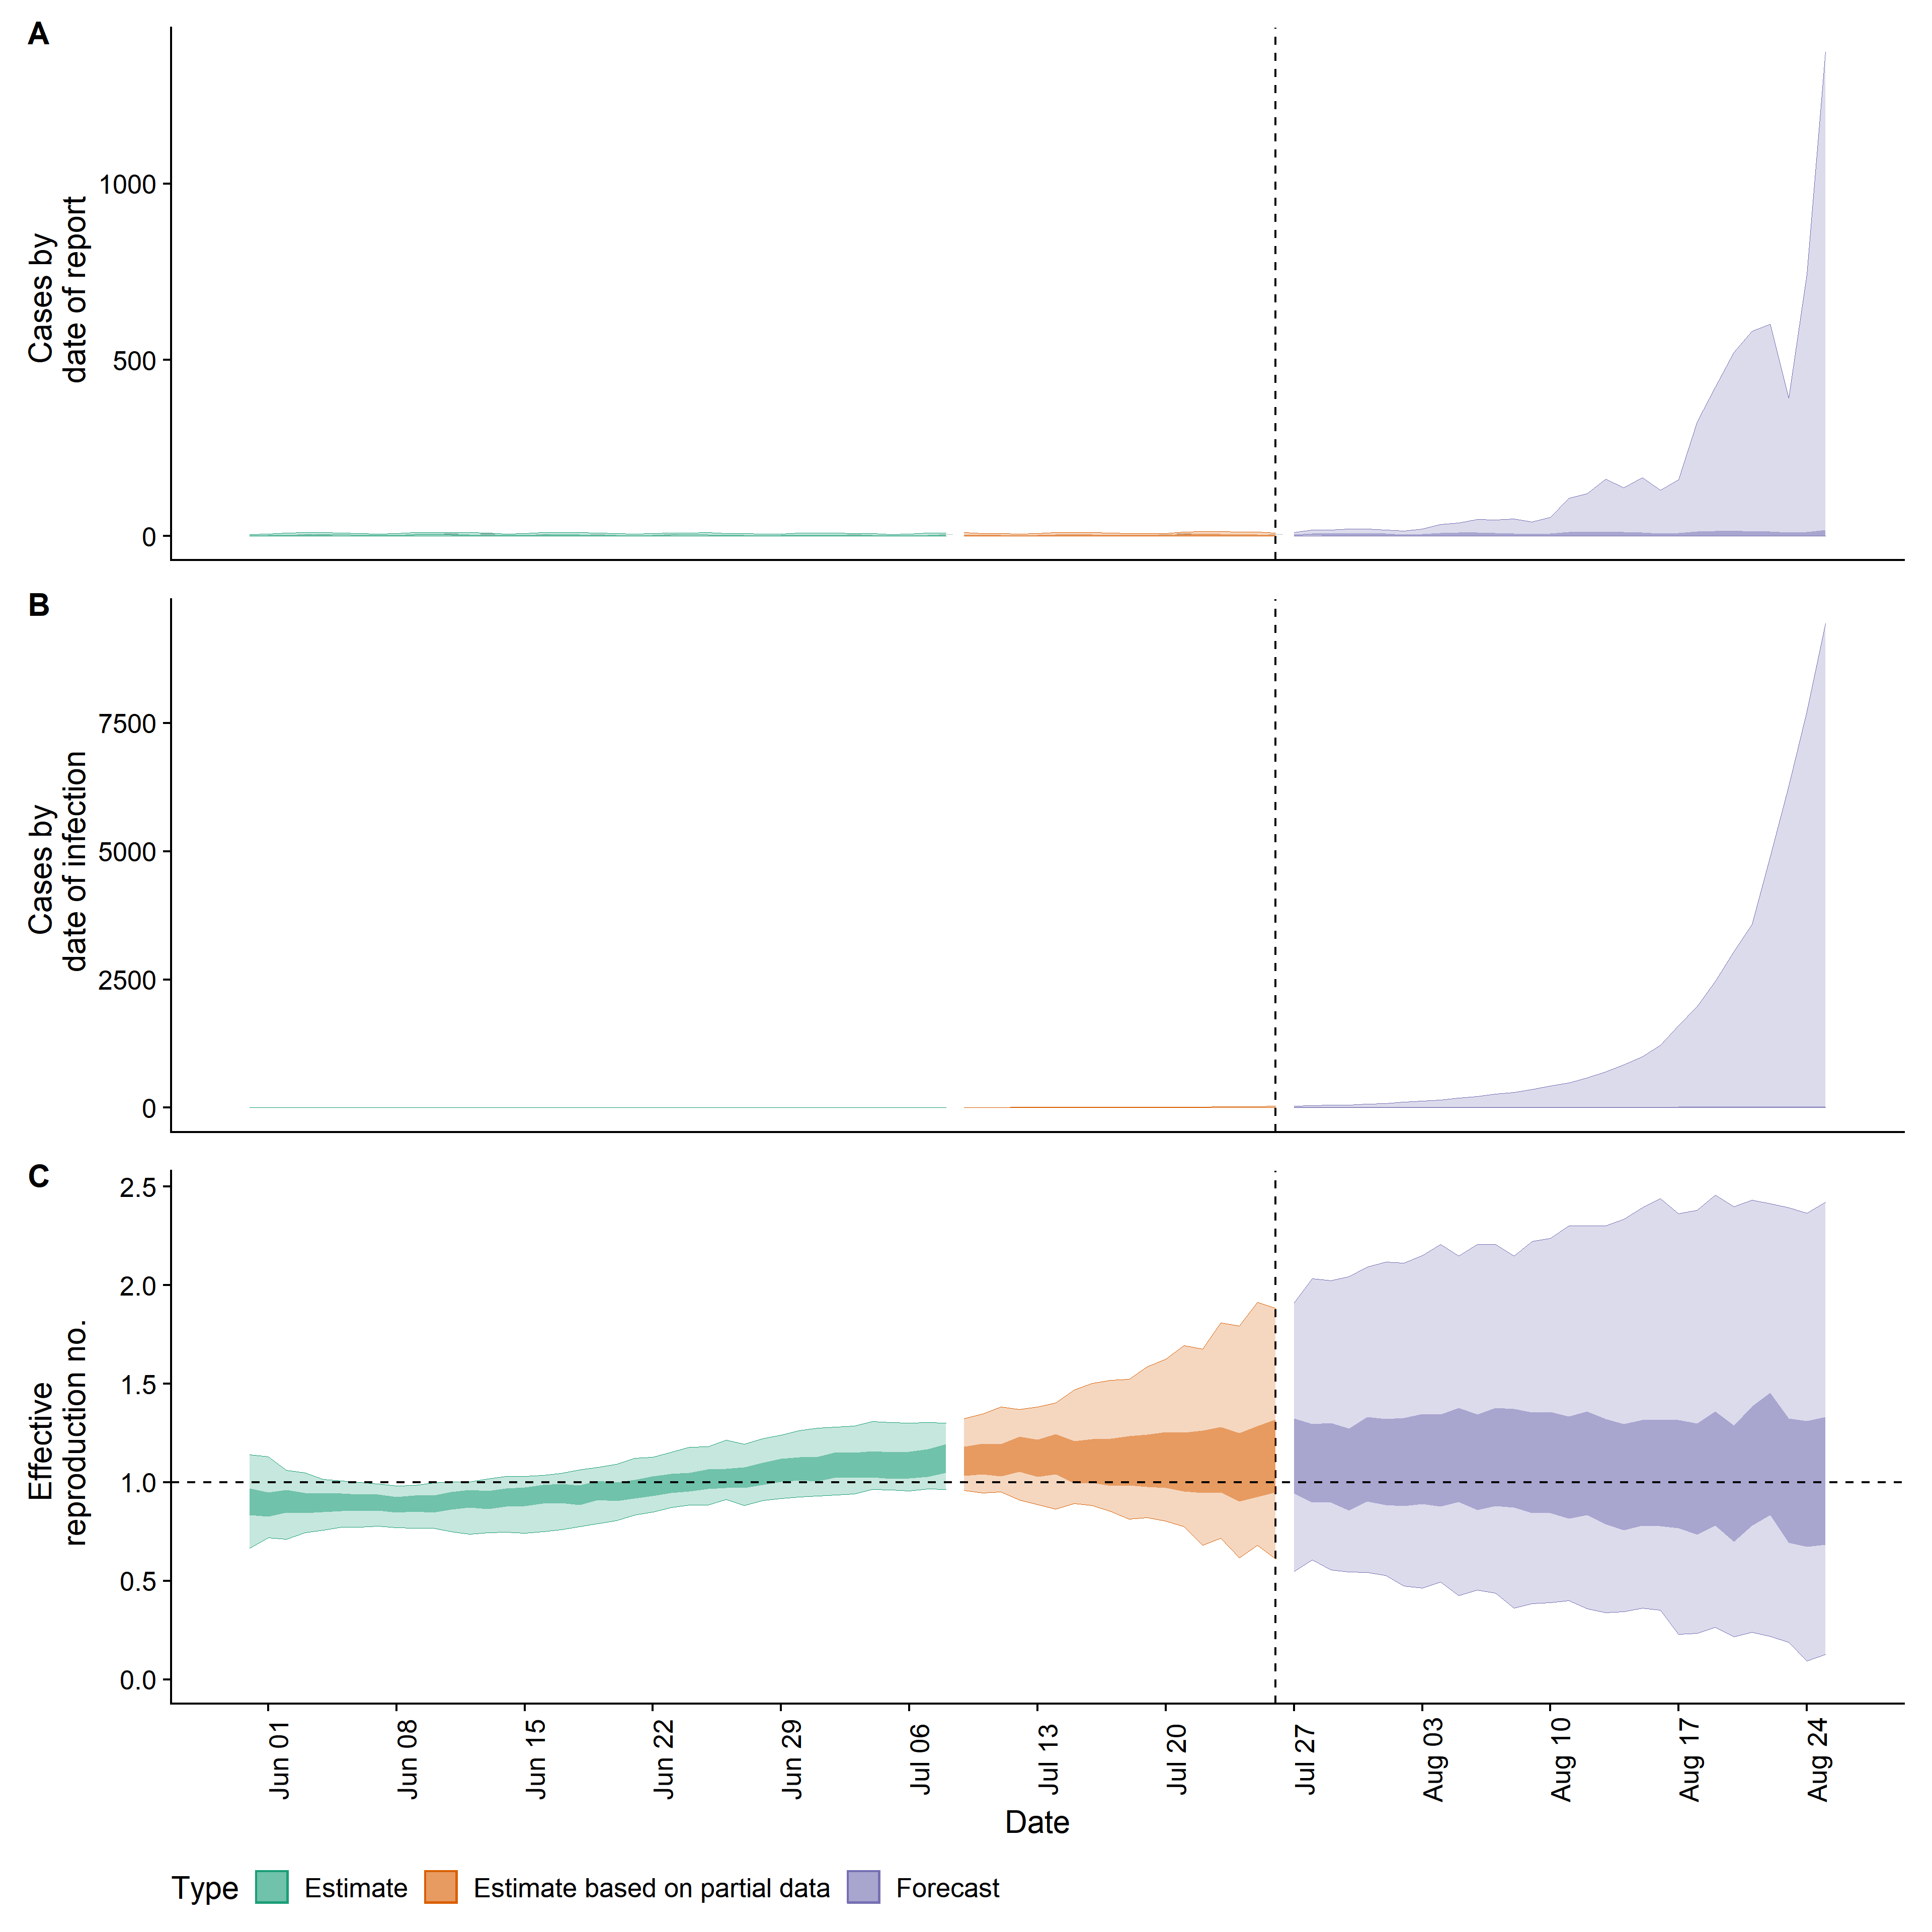 A
Cases by
date of report
1000
500
0
B
Cases by
date of infection
7500
5000
2500
0
C
Effective
reproduction no.
2.5
2.0
1.5
1.0
0.5
0.0
Jun 01
Jun 08
Jun 15
Jun 22
Jun 29
Jul 06
Jul 13
Jul 20
Jul 27
Aug 03
Aug 10
Aug 17
Aug 24
Date
Type Estimate Estimate based on partial data Forecast